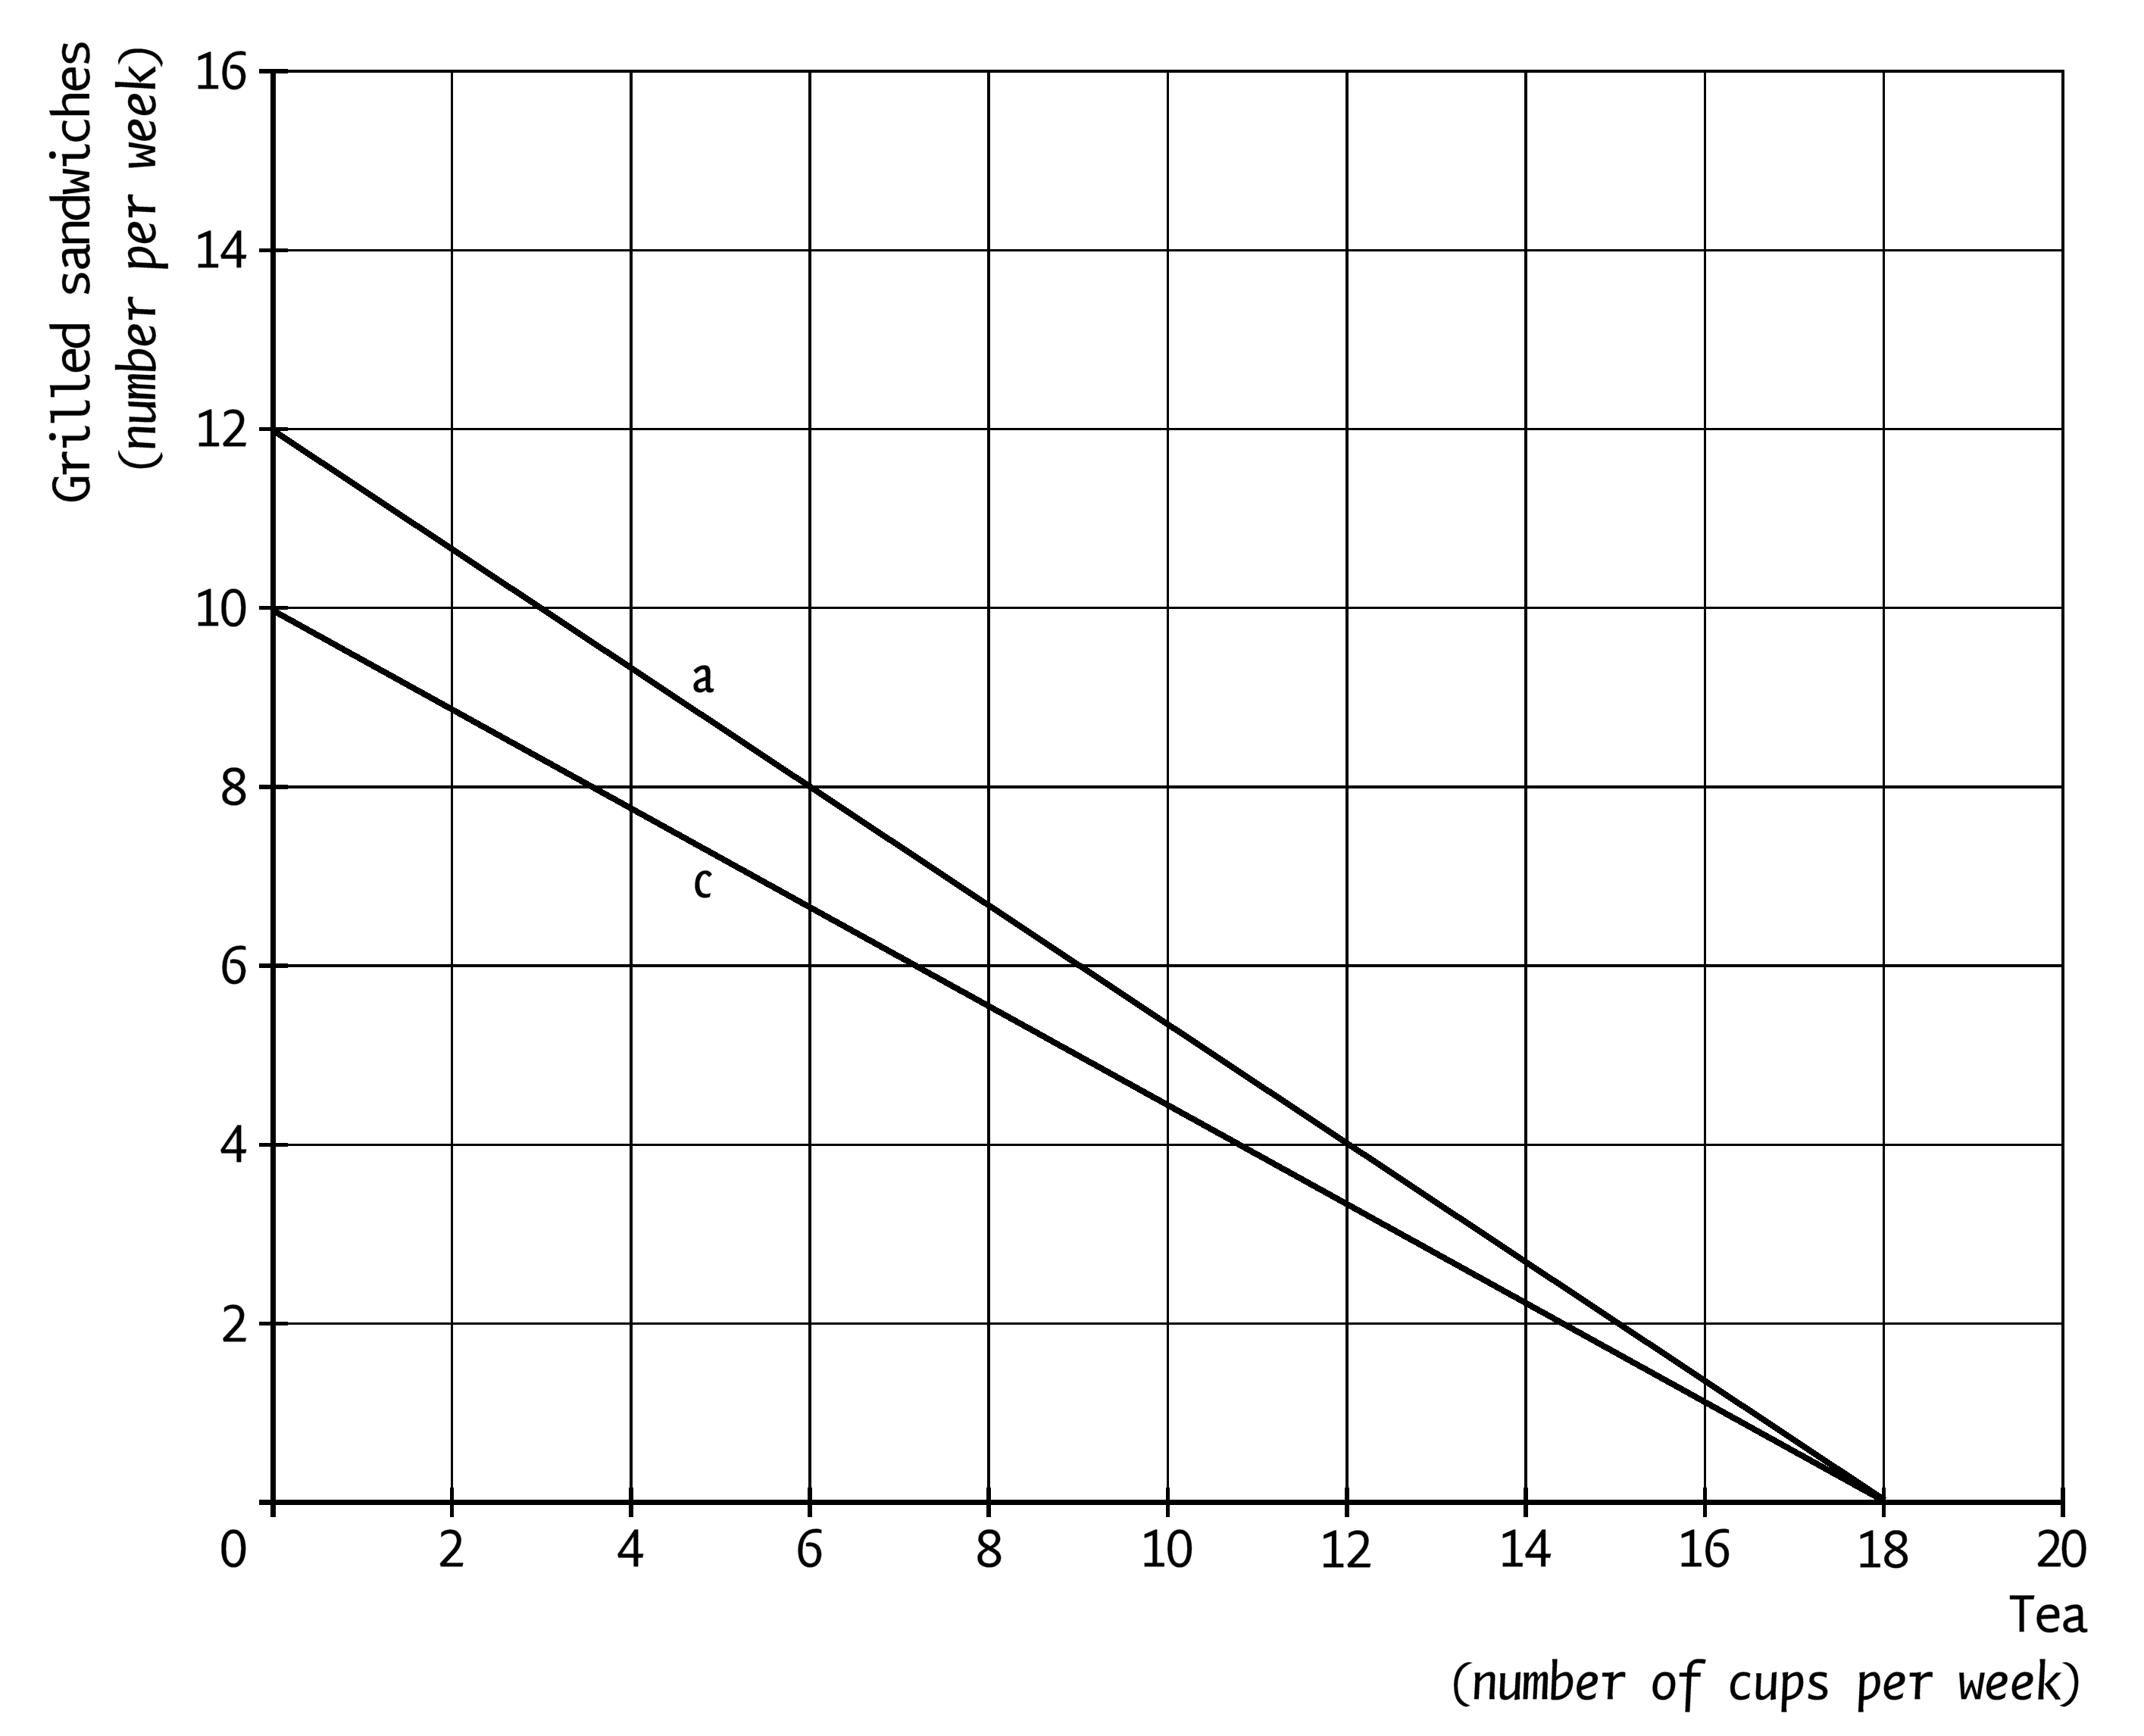 Grilled sandwiches
(number per week)
16
14
12
10
8
6
4
2
a
c
0 2 4 6 8 10 12 14 16 18 20
Tea
(number of cups per week)